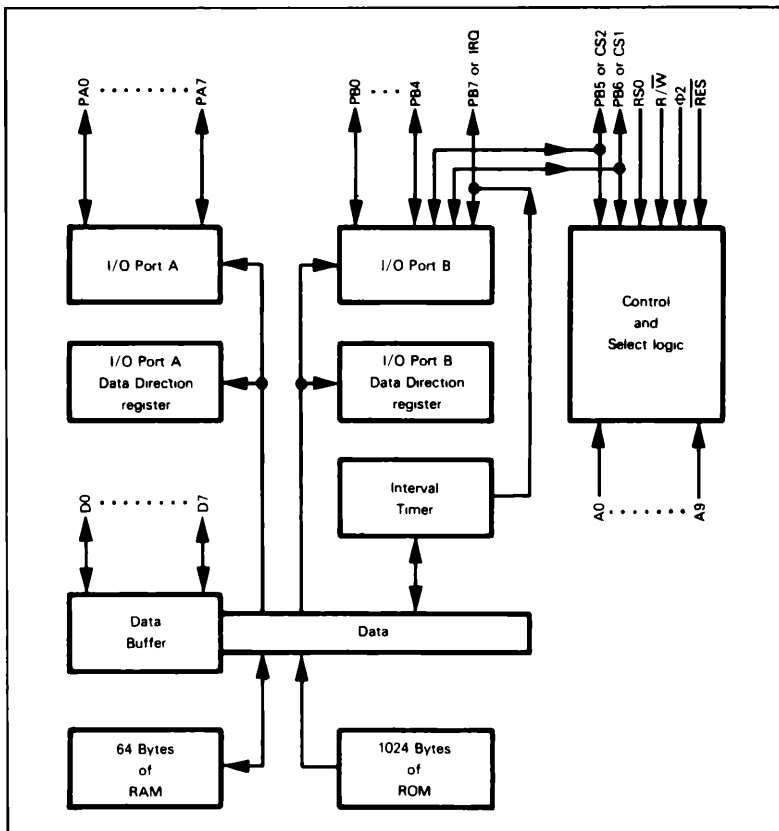 PA0 ········ PA7
PB0 ···· PB4
PB7 or IRQ
PB5 or CS2
PB6 or CS1
RS0
R/W̅
Φ2
R̅E̅S̅
I/O Port A
I/O Port B
Control
and
Select logic
I/O Port A
Data Direction
register
I/O Port B
Data Direction
register
Interval
Timer
A0 ········ A9
D0 ········ D7
Data
Buffer
Data
64 Bytes
of
RAM
1024 Bytes
of
ROM